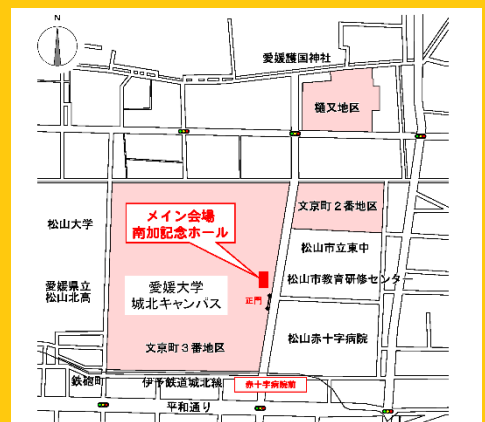 N
愛媛護国神社
樋又地区
文京町２番地区
松山大学
メイン会場
南加記念ホール
松山市立東中
愛媛県立
松山北高
愛媛大学
城北キャンパス
松山市教育研修センター
正門
松山赤十字病院
文京町３番地区
鉄砲町
伊予鉄道城北線
赤十字病院前
平和通り